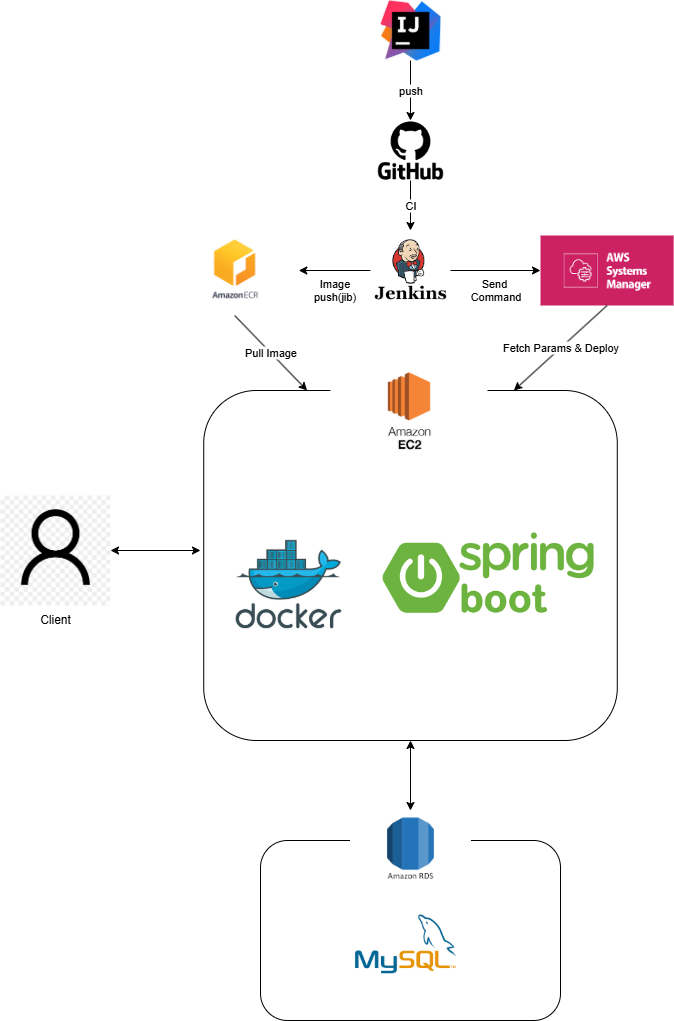 IJ
push
GitHub
CI
Amazon ECR
Image
push(jib)
Jenkins
Send
Command
AWS
Systems
Manager
Pull Image
Fetch Params & Deploy
Amazon
EC2
docker
spring
boot
Client
Amazon RDS
MySQL